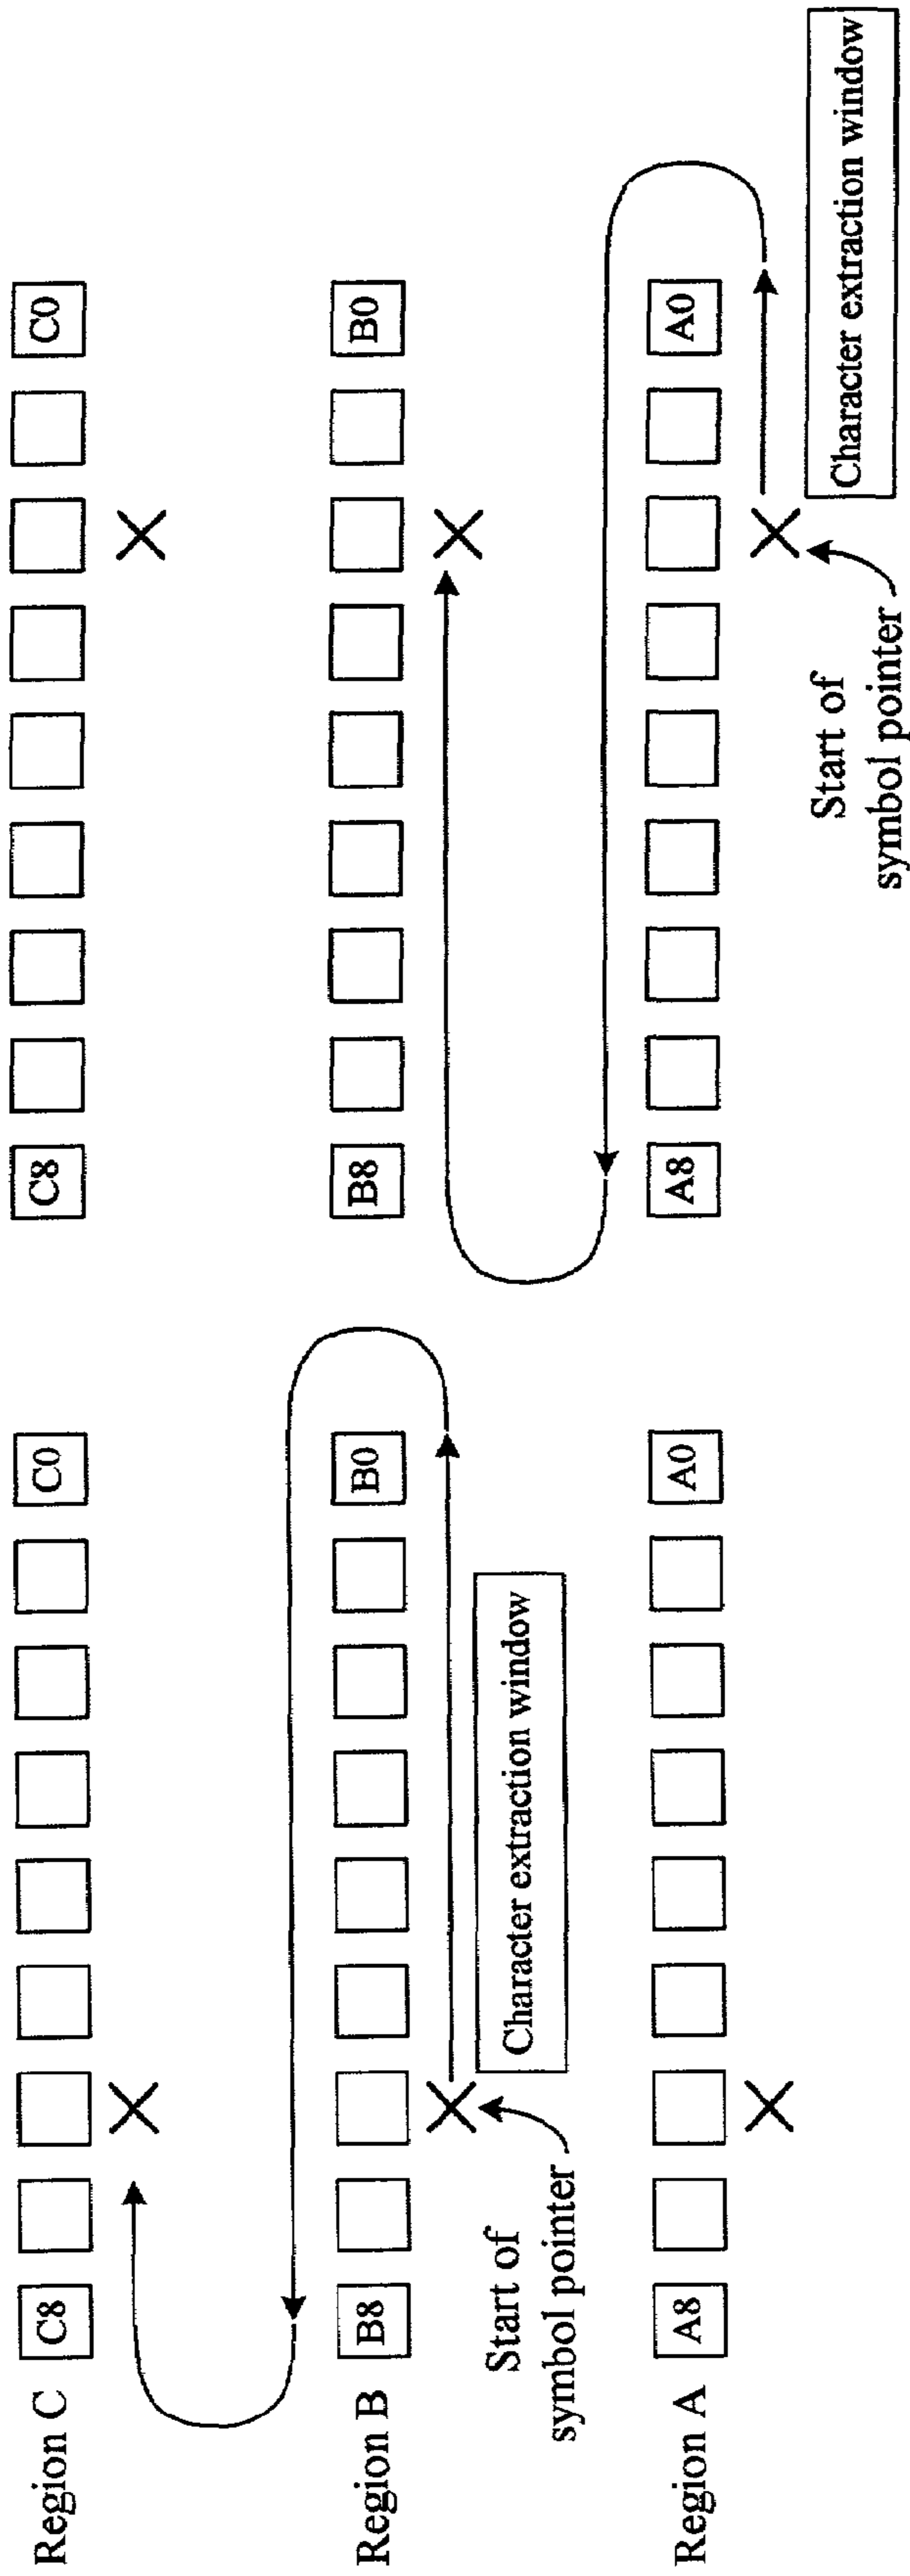 Region C
C8
C0
C8
C0
Region B
B8
B0
B8
B0
Character extraction window
Start of
symbol pointer
Region A
A8
A0
A8
A0
Start of
symbol pointer
Character extraction window